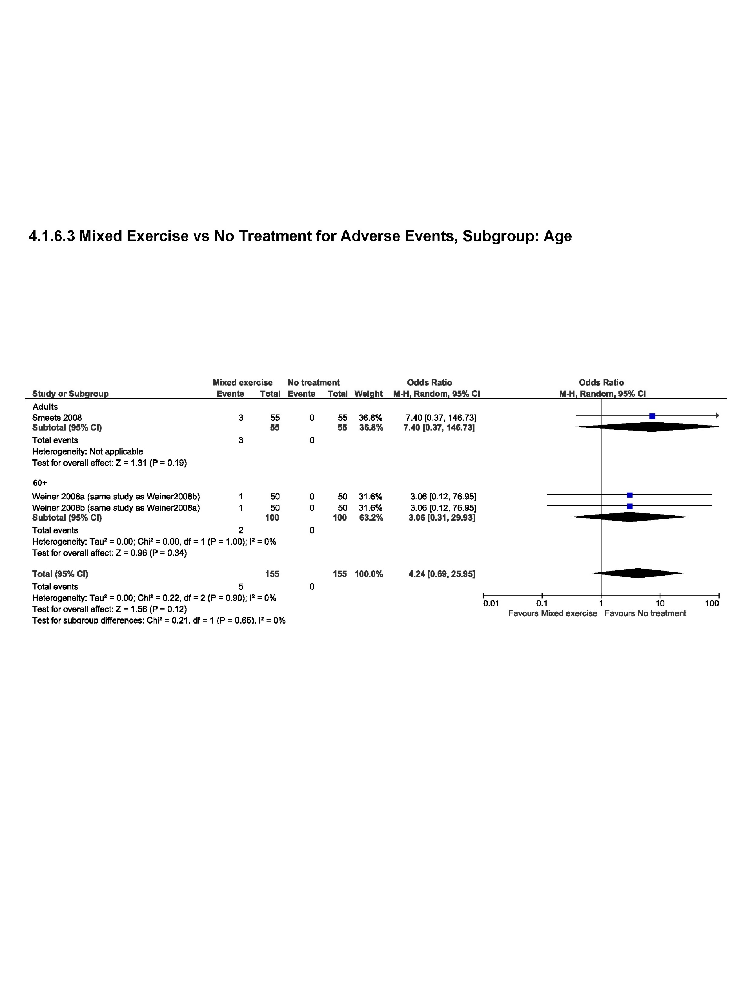 4.1.6.3 Mixed Exercise vs No Treatment for Adverse Events, Subgroup: Age
Mixed exercise No treatment Odds Ratio Odds Ratio
Study or Subgroup Events Total Events Total Weight M-H, Random, 95% CI M-H, Random, 95% CI
Adults
Smeets 2008 3 55 0 55 36.8% 7.40 [0.37, 146.73]
Subtotal (95% CI) 55 55 36.8% 7.40 [0.37, 146.73]
Total events 3 0
Heterogeneity: Not applicable
Test for overall effect: Z = 1.31 (P = 0.19)
60+
Weiner 2008a (same study as Weiner2008b) 1 50 0 50 31.6% 3.06 [0.12, 76.95]
Weiner 2008b (same study as Weiner2008a) 1 50 0 50 31.6% 3.06 [0.12, 76.95]
Subtotal (95% CI) 100 100 63.2% 3.06 [0.31, 29.93]
Total events 2 0
Heterogeneity: Tau² = 0.00; Chi² = 0.00, df = 1 (P = 1.00); I² = 0%
Test for overall effect: Z = 0.96 (P = 0.34)
Total (95% CI) 155 155 100.0% 4.24 [0.69, 25.95]
Total events 5 0
Heterogeneity: Tau² = 0.00; Chi² = 0.22, df = 2 (P = 0.90); I² = 0%
Test for overall effect: Z = 1.56 (P = 0.12)
Test for subgroup differences: Chi² = 0.21, df = 1 (P = 0.65), I² = 0%
0.01 0.1 1 10 100
Favours Mixed exercise Favours No treatment